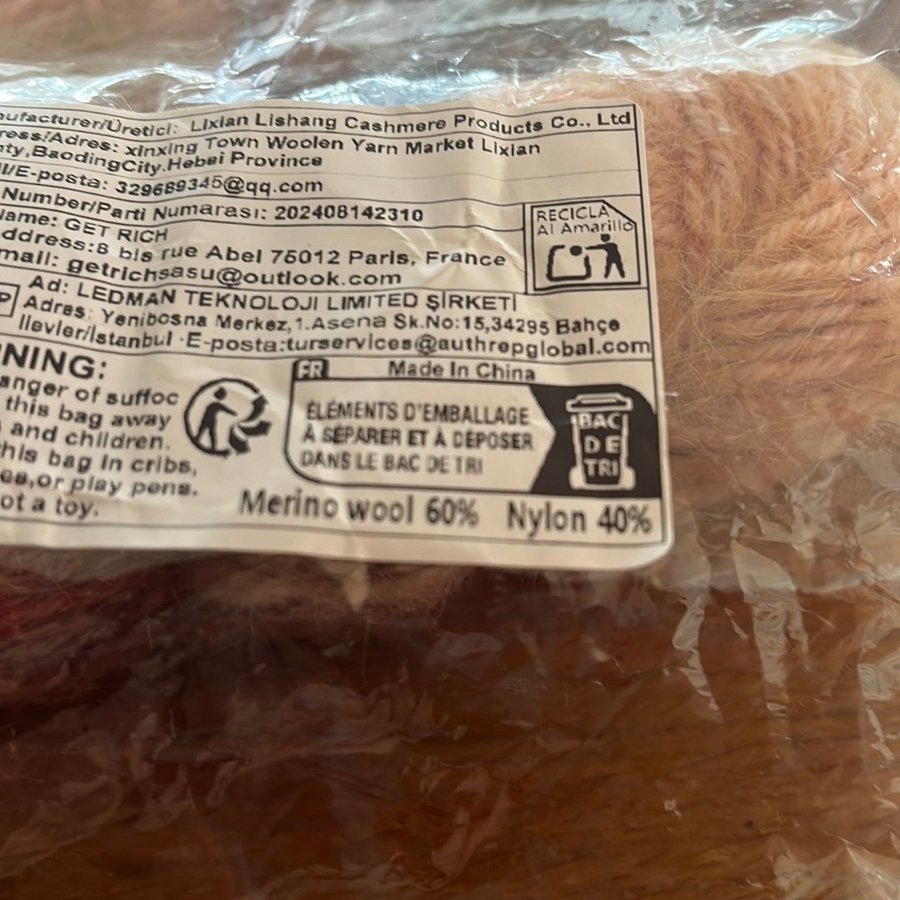 nufacturer/Üretici: Lixian Lishang Cashmere Products Co., Ltd
ress/Adres: xinxing Town Woolen Yarn Market Lixian
nty,BaodingCity.Hebei Province
il/E-posta: 329689345@qq.com
Number/Parti Numarası: 202408142310
ame: GET RICH
ddress:8 bis rue Abel 75012 Paris, France
mail: getrichsasu@outlook.com
RECICLA
Al Amarillo
Ad: LEDMAN TEKNOLOJI LIMITED ŞİRKETİ
Adres: Yenibosna Merkez,1.Asena Sk.No:15,34295 Bahçe
lievler/Istanbul ·E-posta:turservices@authrepglobal.com
P
NING:
anger of suffoc
this bag away
and children.
his bag in cribs,
es,or play pens.
ot a toy.
FR
Made In China
ÉLÉMENTS D'EMBALLAGE
À SÉPARER ET À DÉPOSER
DANS LE BAC DE TRI
BAC
DE
TRI
Merino wool 60% Nylon 40%